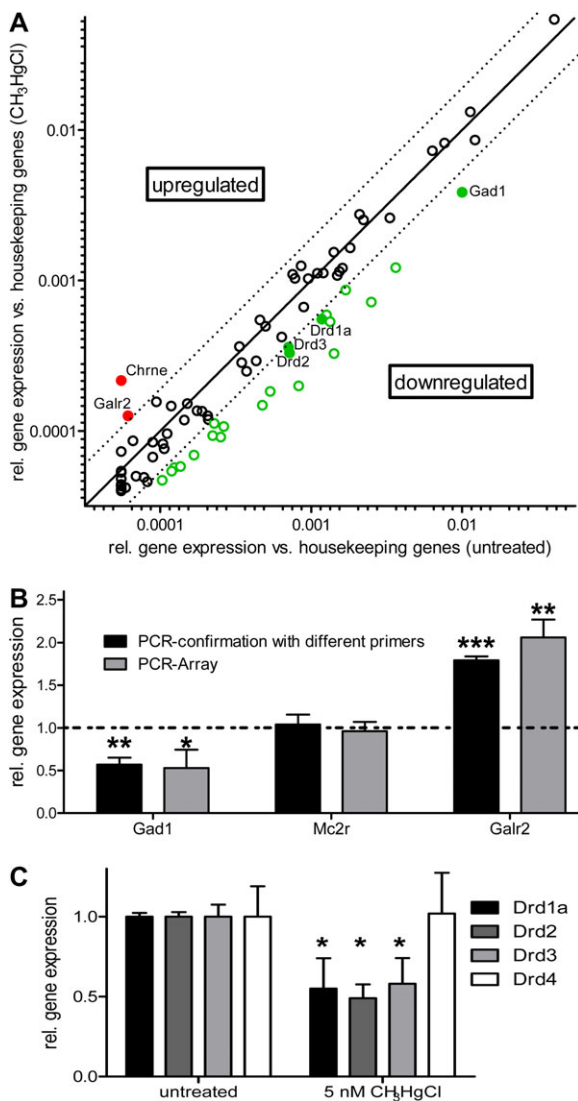 A
rel. gene expression vs. housekeeping genes (CH3HgCl)
0.01
0.001
0.0001
upregulated
Gad1
Drd1a
Drd3
Drd2
Chrne
Galr2
downregulated
0.0001 0.001 0.01
rel. gene expression vs. housekeeping genes (untreated)
B
rel. gene expression
2.5
2.0
1.5
1.0
0.5
0.0
PCR-confirmation with different primers
PCR-Array
** * *** **
Gad1 Mc2r Galr2
C
rel. gene expression
1.0
0.5
0.0
* * *
Drd1a
Drd2
Drd3
Drd4
untreated 5 nM CH3HgCl